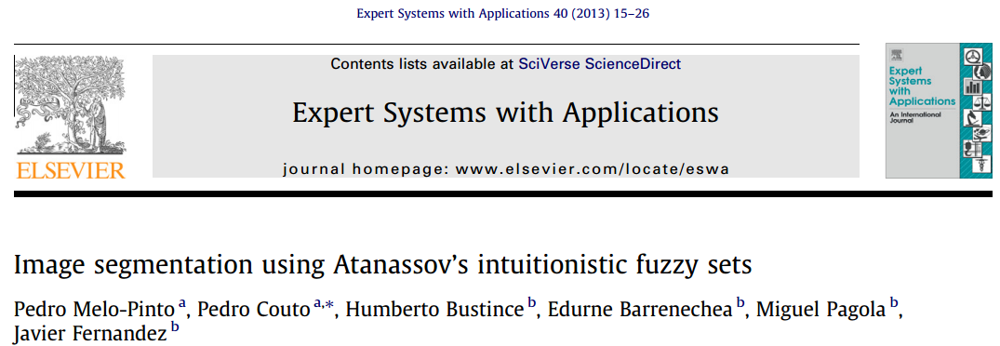 Expert Systems with Applications 40 (2013) 15–26
Contents lists available at SciVerse ScienceDirect
Expert Systems with Applications
journal homepage: www.elsevier.com/locate/eswa
ELSEVIER
Expert
Systems
with
Applications
An International
Journal
Image segmentation using Atanassov's intuitionistic fuzzy sets
Pedro Melo-Pinto a, Pedro Couto a,*, Humberto Bustince b, Edurne Barrenechea b, Miguel Pagola b,
Javier Fernandez b